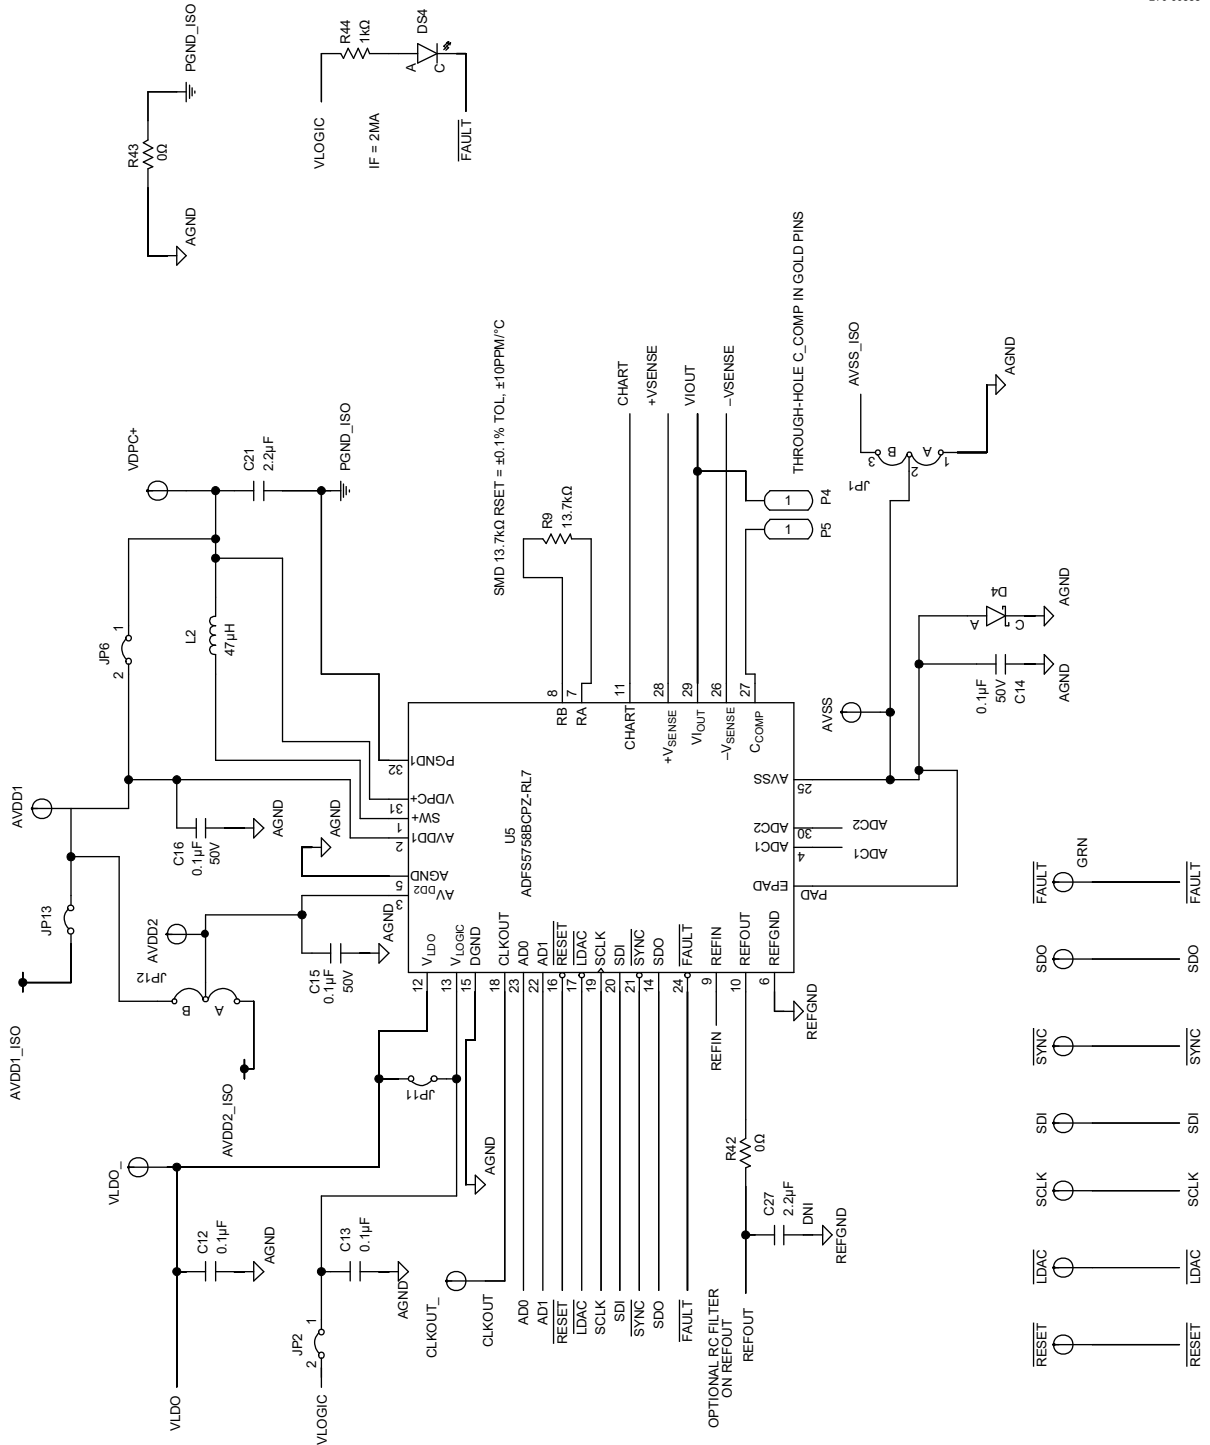 R43
0Ω
PGND_ISO
AGND
R44
1kΩ
DS4
A
C
VLOGIC
IF = 2MA
FAULT
AVDD1_ISO
JP13
AVDD1
JP12
B
A
AVDD2
AVDD2_ISO
JP6
2
1
L2
47µH
VDPC+
C21
2.2µF
PGND_ISO
C16
0.1µF
50V
AGND
AGND
C15
0.1µF
50V
AGND
VLDO
VLDO_
C12
0.1µF
AGND
VLOGIC
JP2
2
1
C13
0.1µF
AGND
JP11
AGND
SMD 13.7kΩ RSET = ±0.1% TOL, ±10PPM/°C
R9
13.7kΩ
U5
ADFS5758BCPZ-RL7
12
VLDO
13
VLOGIC
15
DGND
18
CLKOUT
23
AD0
22
AD1
16
RESET
17
LDAC
19
SCLK
20
SDI
21
SYNC
14
SDO
24
FAULT
9
REFIN
10
REFOUT
6
REFGND
3
AVDD2
5
AGND
2
AVDD1
1
SW+
31
VDPC+
32
PGND1
8
RB
7
RA
11
CHART
28
+VSENSE
29
VIOUT
26
–VSENSE
27
CCOMP
25
AVSS
30
ADC2
4
ADC1
PAD
EPAD
CLKOUT_
CLKOUT
AD0
AD1
RESET
LDAC
SCLK
SDI
SYNC
SDO
FAULT
REFIN
OPTIONAL RC FILTER
ON REFOUT
REFOUT
R42
0Ω
C27
2.2µF
DNI
REFGND
REFGND
ADC2
ADC1
CHART
+VSENSE
VIOUT
–VSENSE
THROUGH-HOLE C_COMP IN GOLD PINS
1
P4
1
P5
AVSS_ISO
JP1
3
B
2
A
1
AGND
AVSS
0.1µF
50V
C14
AGND
D4
A
C
AGND
RESET
LDAC
SCLK
SDI
SYNC
SDO
FAULT
GRN
RESET
LDAC
SCLK
SDI
SYNC
SDO
FAULT